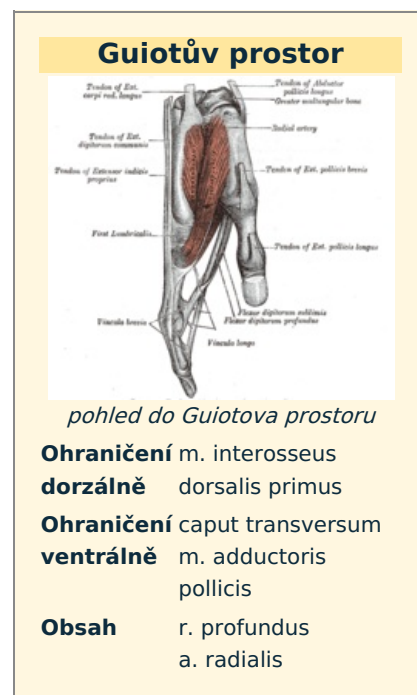 Guiotův prostor
Tendon of Ext.
carpi rad. longus
Tendon of Abductor
pollicis longus
Greater multangular bone
Radial artery
Tendon of Ext.
digitorum communis
Tendon of Extensor indicis
proprius
Tendon of Ext. pollicis brevis
First Lumbricalis
Tendon of Ext. pollicis longus
Flexor digitorum sublimis
Flexor digitorum profundus
Vincula brevia
Vincula longa
pohled do Guiotova prostoru
Ohraničení dorzálně
m. interosseus
dorsalis primus
Ohraničení ventrálně
caput transversum
m. adductoris
pollicis
Obsah
r. profundus
a. radialis